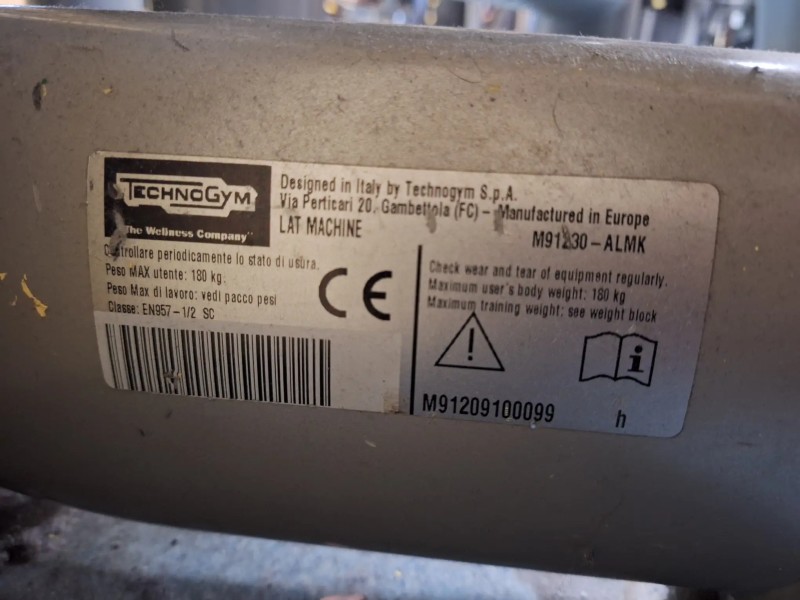 TECHNOGYM
The Wellness Company™
Designed in Italy by Technogym S.p.A.
Via Perticari 20, Gambettola (FC) - Manufactured in Europe
LAT MACHINE
M91230-ALMK
Controllare periodicamente lo stato di usura.
Peso MAX utente: 180 kg.
Peso Max di lavoro: vedi pacco pesi
Classe: EN957-1/2 SC
CE
Check wear and tear of equipment regularly.
Maximum user's body weight: 180 kg
Maximum training weight: see weight block
M91209100099
h